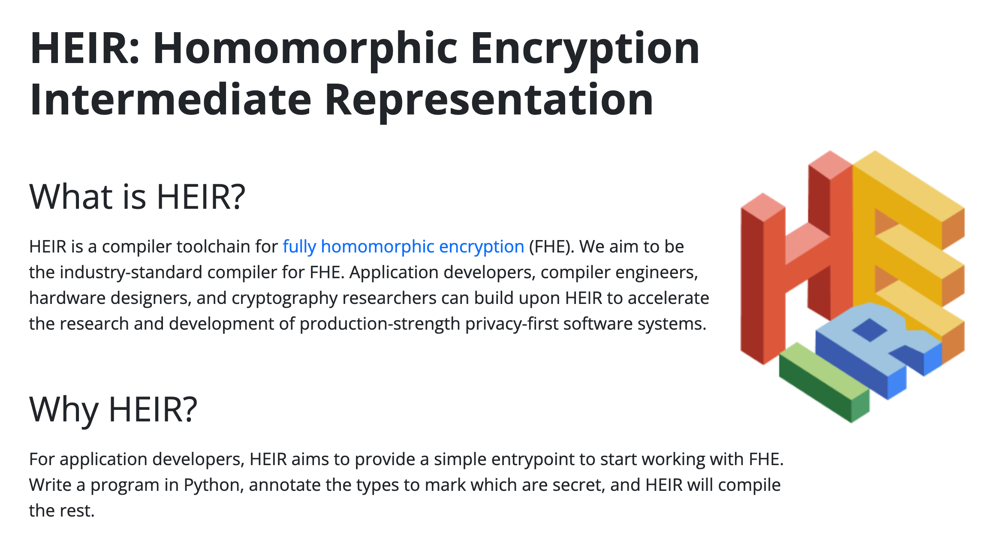 HEIR: Homomorphic Encryption
Intermediate Representation
What is HEIR?
HEIR is a compiler toolchain for fully homomorphic encryption (FHE). We aim to be
the industry-standard compiler for FHE. Application developers, compiler engineers,
hardware designers, and cryptography researchers can build upon HEIR to accelerate
the research and development of production-strength privacy-first software systems.
HE
IR
Why HEIR?
For application developers, HEIR aims to provide a simple entrypoint to start working with FHE.
Write a program in Python, annotate the types to mark which are secret, and HEIR will compile
the rest.